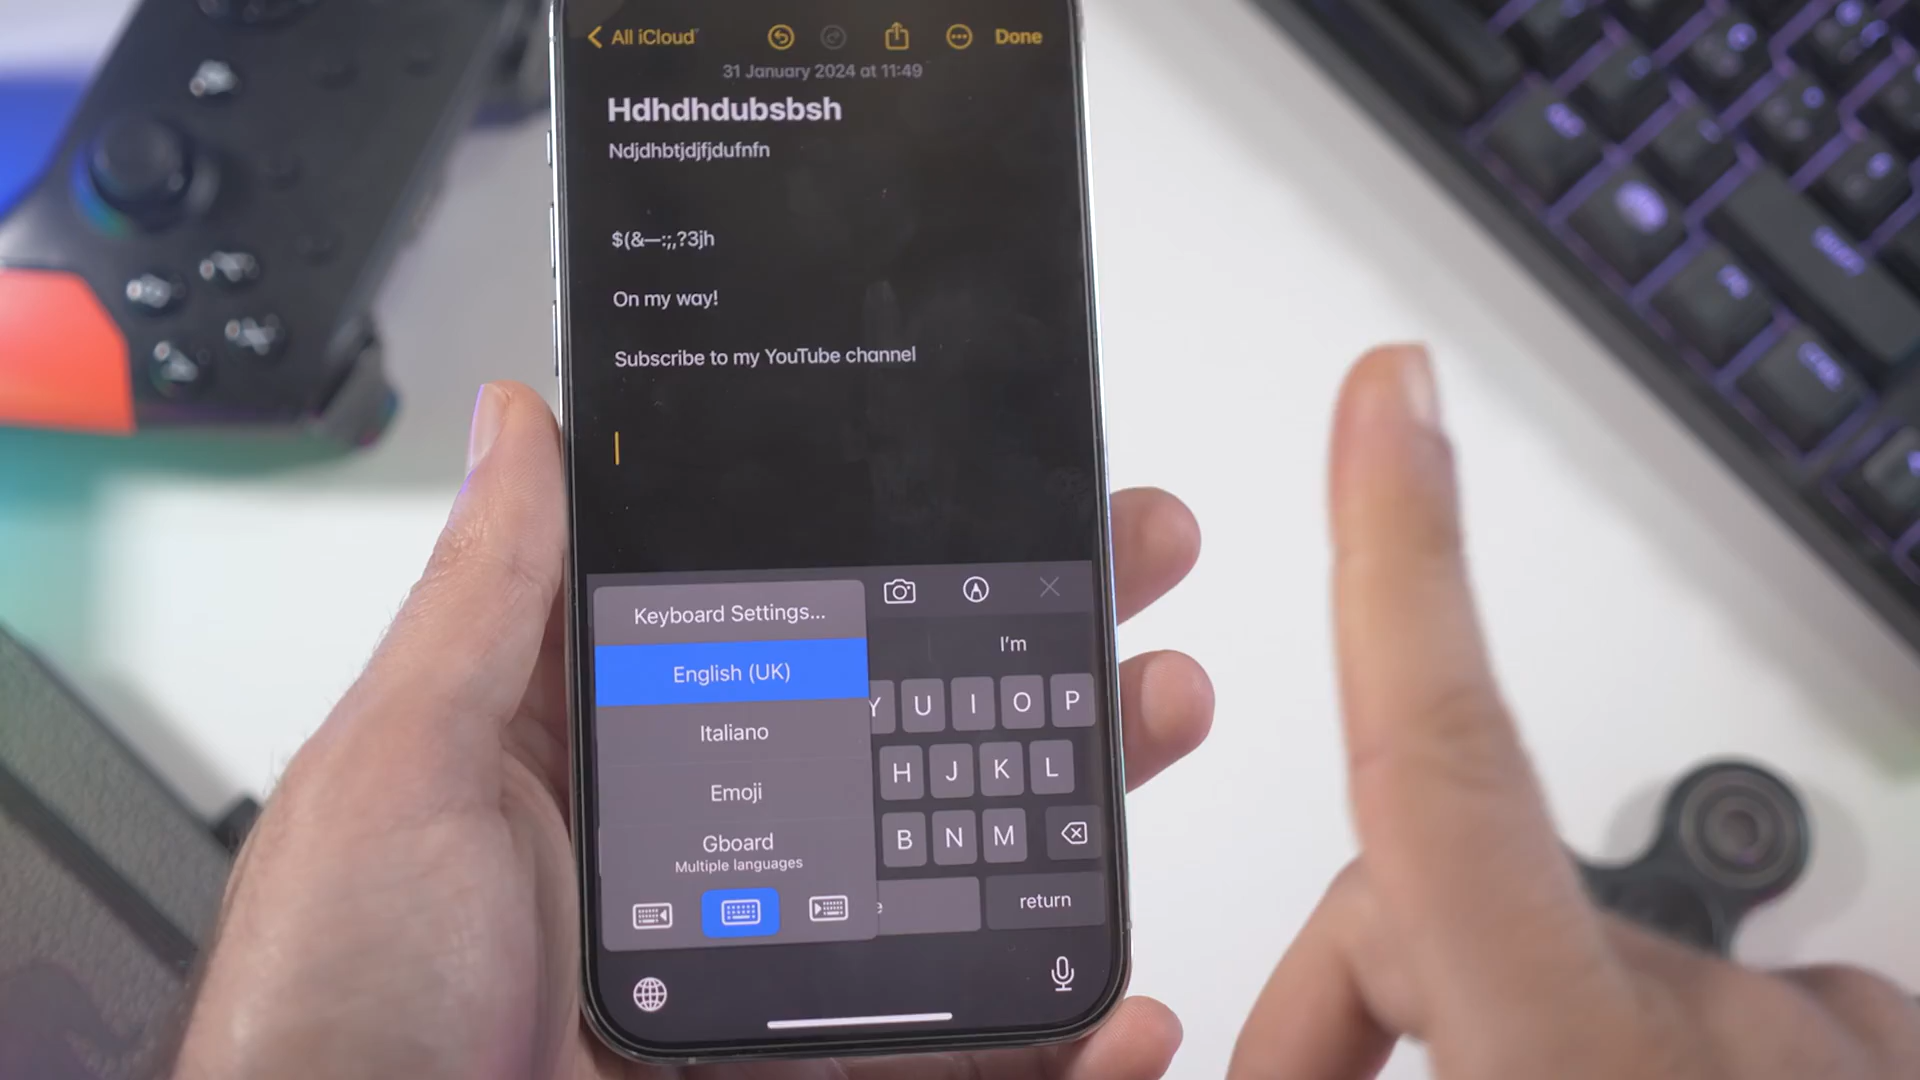 All iCloud
Done
31 January 2024 at 11:49
Hdhdhdubsbsh
Ndjdhbtjdjfjdufnfn
$(&—:;,?3jh
On my way!
Subscribe to my YouTube channel
Keyboard Settings...
I'm
English (UK)
Y U I O P
Italiano
H J K L
Emoji
B N M
Gboard
Multiple languages
e
return